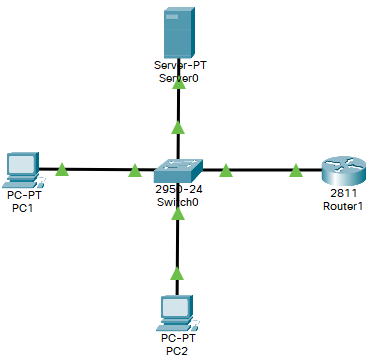 Server-PT
Server0
PC-PT
PC1
2950-24
Switch0
2811
Router1
PC-PT
PC2